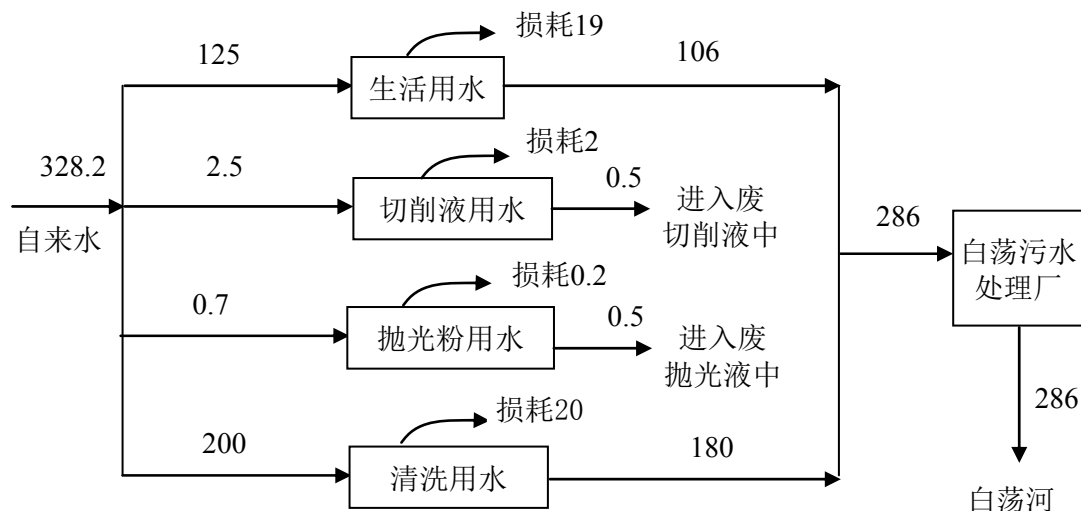 损耗19
125
生活用水
106
328.2
自来水
2.5
损耗2
切削液用水
0.5
进入废
切削液中
286
白荡污水
处理厂
0.7
损耗0.2
抛光粉用水
0.5
进入废
抛光液中
286
200
损耗20
清洗用水
180
白荡河